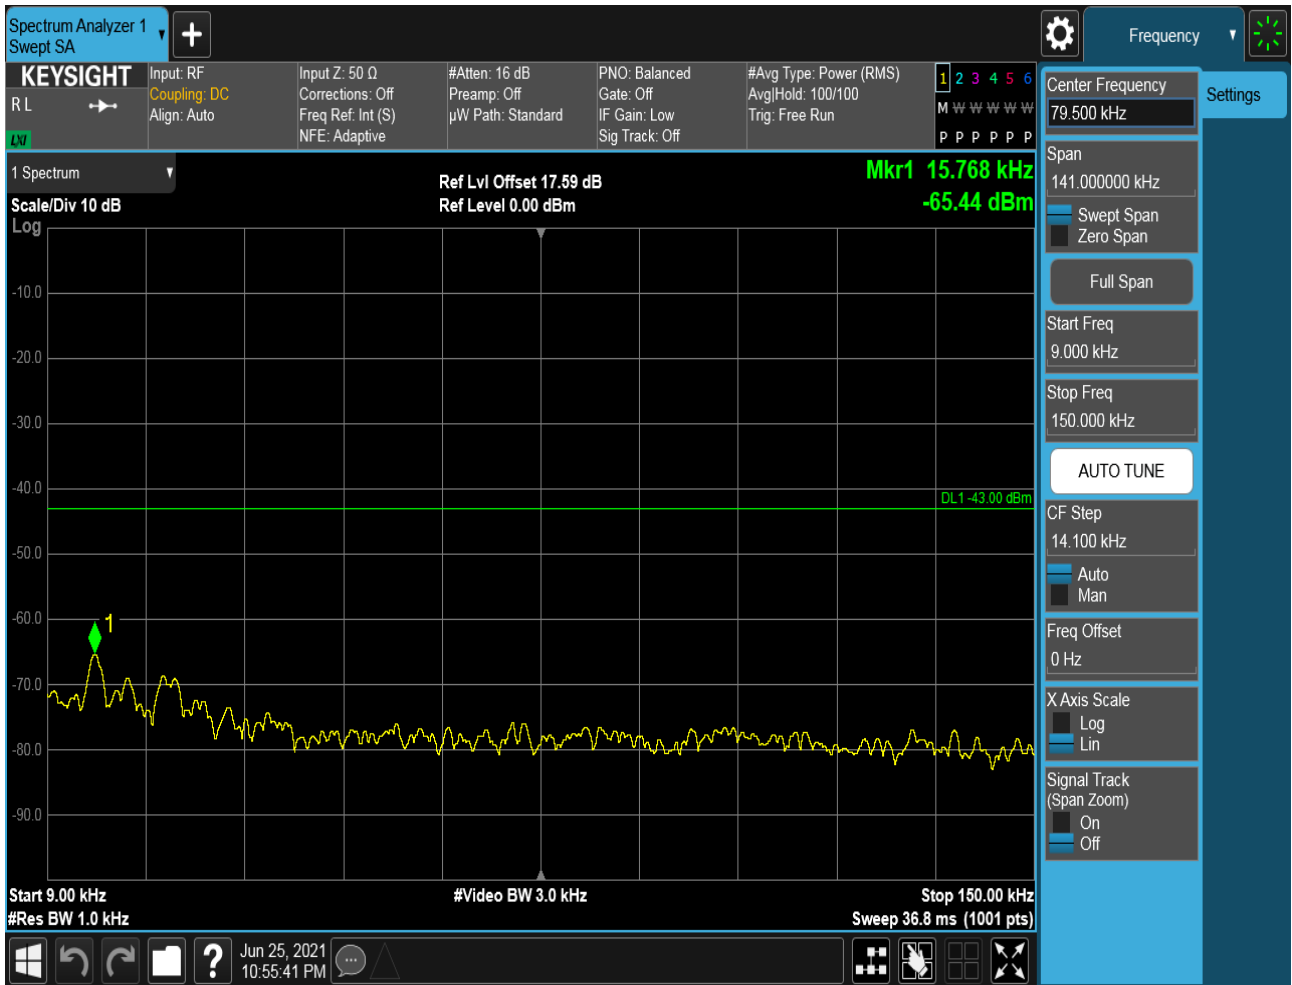 Spectrum Analyzer 1
Swept SA
Frequency
KEYSIGHT
R L
LXI
Input: RF
Coupling: DC
Align: Auto
Input Z: 50 Ω
Corrections: Off
Freq Ref: Int (S)
NFE: Adaptive
#Atten: 16 dB
Preamp: Off
µW Path: Standard
PNO: Balanced
Gate: Off
IF Gain: Low
Sig Track: Off
#Avg Type: Power (RMS)
Avg|Hold: 100/100
Trig: Free Run
1 2 3 4 5 6
M W W W W W
P P P P P P
1 Spectrum
Scale/Div 10 dB
Log
Ref Lvl Offset 17.59 dB
Ref Level 0.00 dBm
Mkr1 15.768 kHz
-65.44 dBm
-10.0
-20.0
-30.0
-40.0
DL1 -43.00 dBm
-50.0
-60.0
1
-70.0
-80.0
-90.0
Start 9.00 kHz
#Video BW 3.0 kHz
Stop 150.00 kHz
#Res BW 1.0 kHz
Sweep 36.8 ms (1001 pts)
?
Jun 25, 2021
10:55:41 PM
Center Frequency
79.500 kHz
Settings
Span
141.000000 kHz
Swept Span
Zero Span
Full Span
Start Freq
9.000 kHz
Stop Freq
150.000 kHz
AUTO TUNE
CF Step
14.100 kHz
Auto
Man
Freq Offset
0 Hz
X Axis Scale
Log
Lin
Signal Track
(Span Zoom)
On
Off